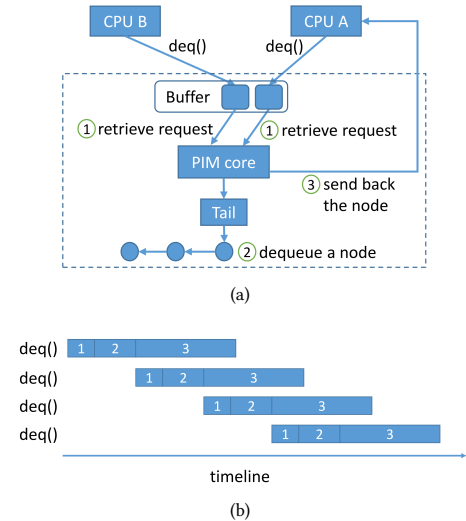 CPU B
CPU A
deq()
deq()
Buffer
1 retrieve request
1 retrieve request
PIM core
3 send back
the node
Tail
2 dequeue a node
(a)
deq() 1 2 3
deq() 1 2 3
deq() 1 2 3
deq() 1 2 3
timeline
(b)